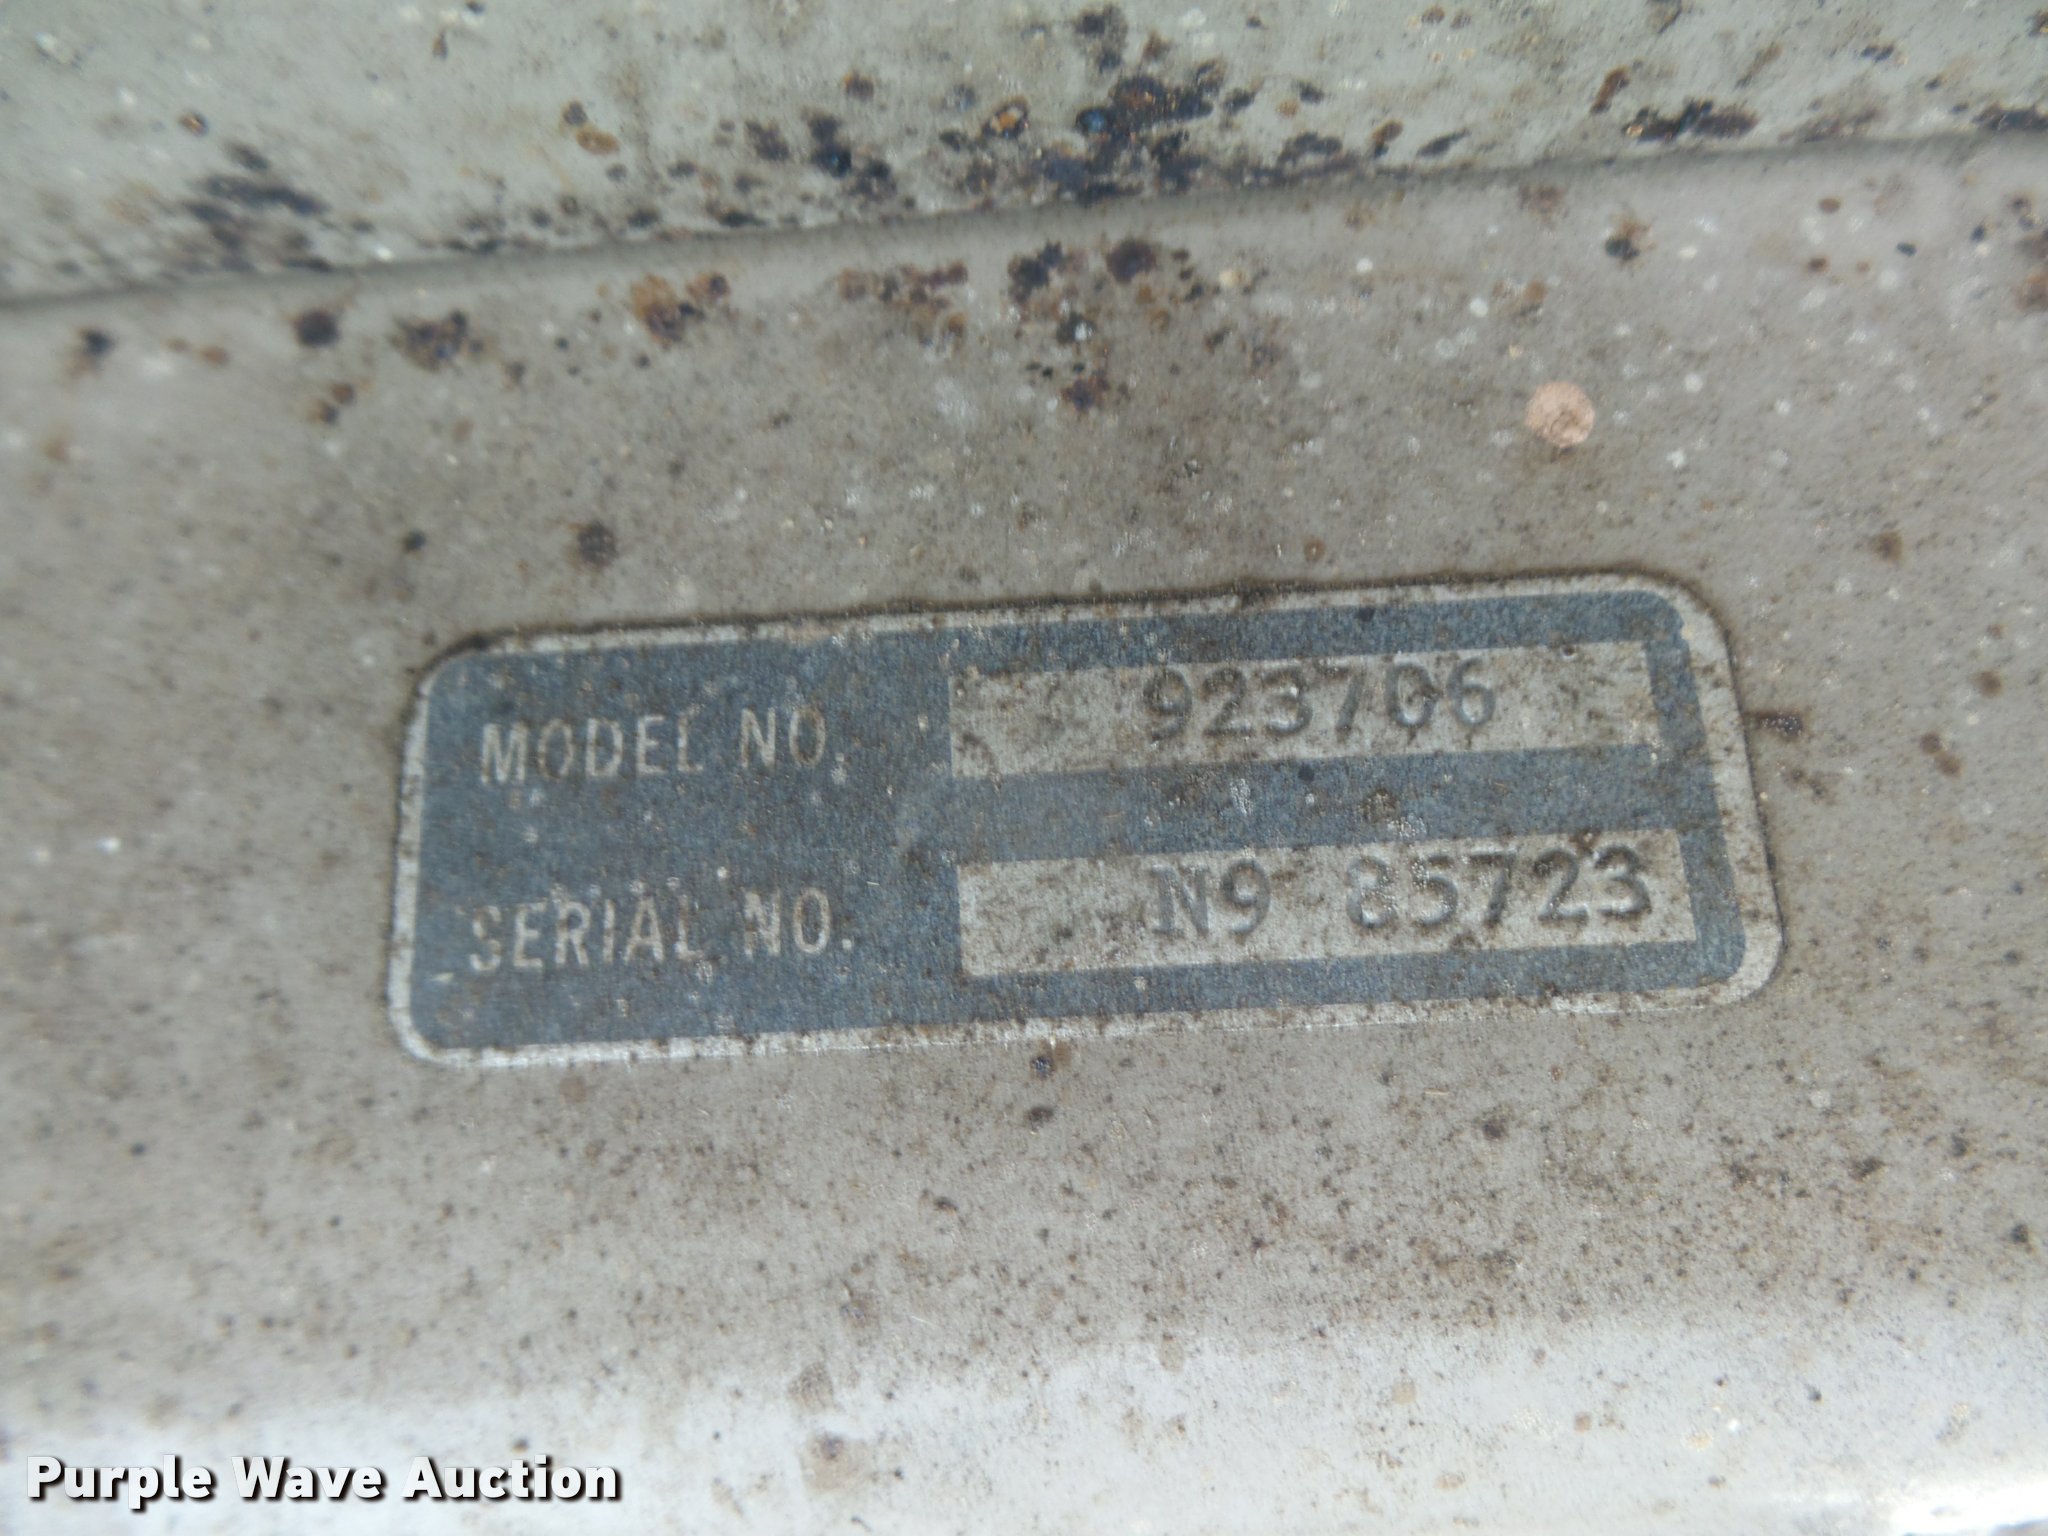 MODEL NO. 923706
SERIAL NO. N9 85723
Purple Wave Auction